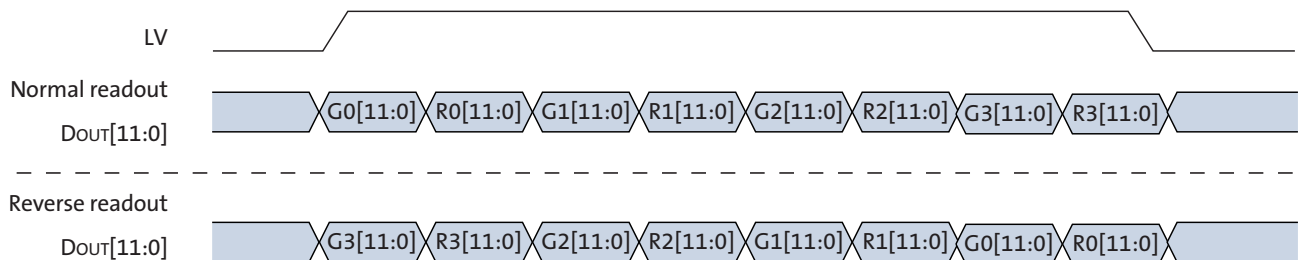 LV
Normal readout
DOUT[11:0]
G0[11:0] R0[11:0] G1[11:0] R1[11:0] G2[11:0] R2[11:0] G3[11:0] R3[11:0]
Reverse readout
DOUT[11:0]
G3[11:0] R3[11:0] G2[11:0] R2[11:0] G1[11:0] R1[11:0] G0[11:0] R0[11:0]